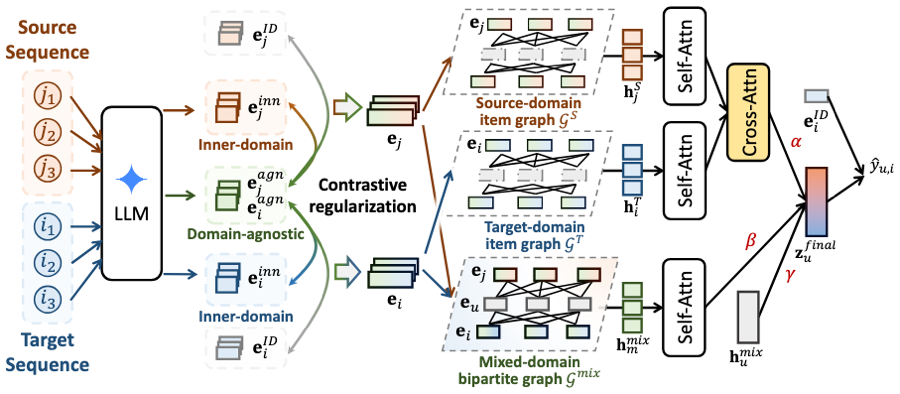 Source
Sequence
j₁
j₂
j₃
i₁
i₂
i₃
Target
Sequence
LLM
e_j^{ID}
e_j^{inn}
Inner-domain
e_j^{agn}
e_i^{agn}
Domain-agnostic
e_i^{inn}
Inner-domain
e_i^{ID}
Contrastive
regularization
e_j
e_i
e_j
Source-domain
item graph 𝒢^S
e_i
Target-domain
item graph 𝒢^T
e_j
e_u
e_i
Mixed-domain
bipartite graph 𝒢^{mix}
h_j^S
h_i^T
h_m^{mix}
Self-Attn
Self-Attn
Self-Attn
Cross-Attn
α
β
γ
h_u^{mix}
e_i^{ID}
z_u^{final}
ŷ_{u,i}